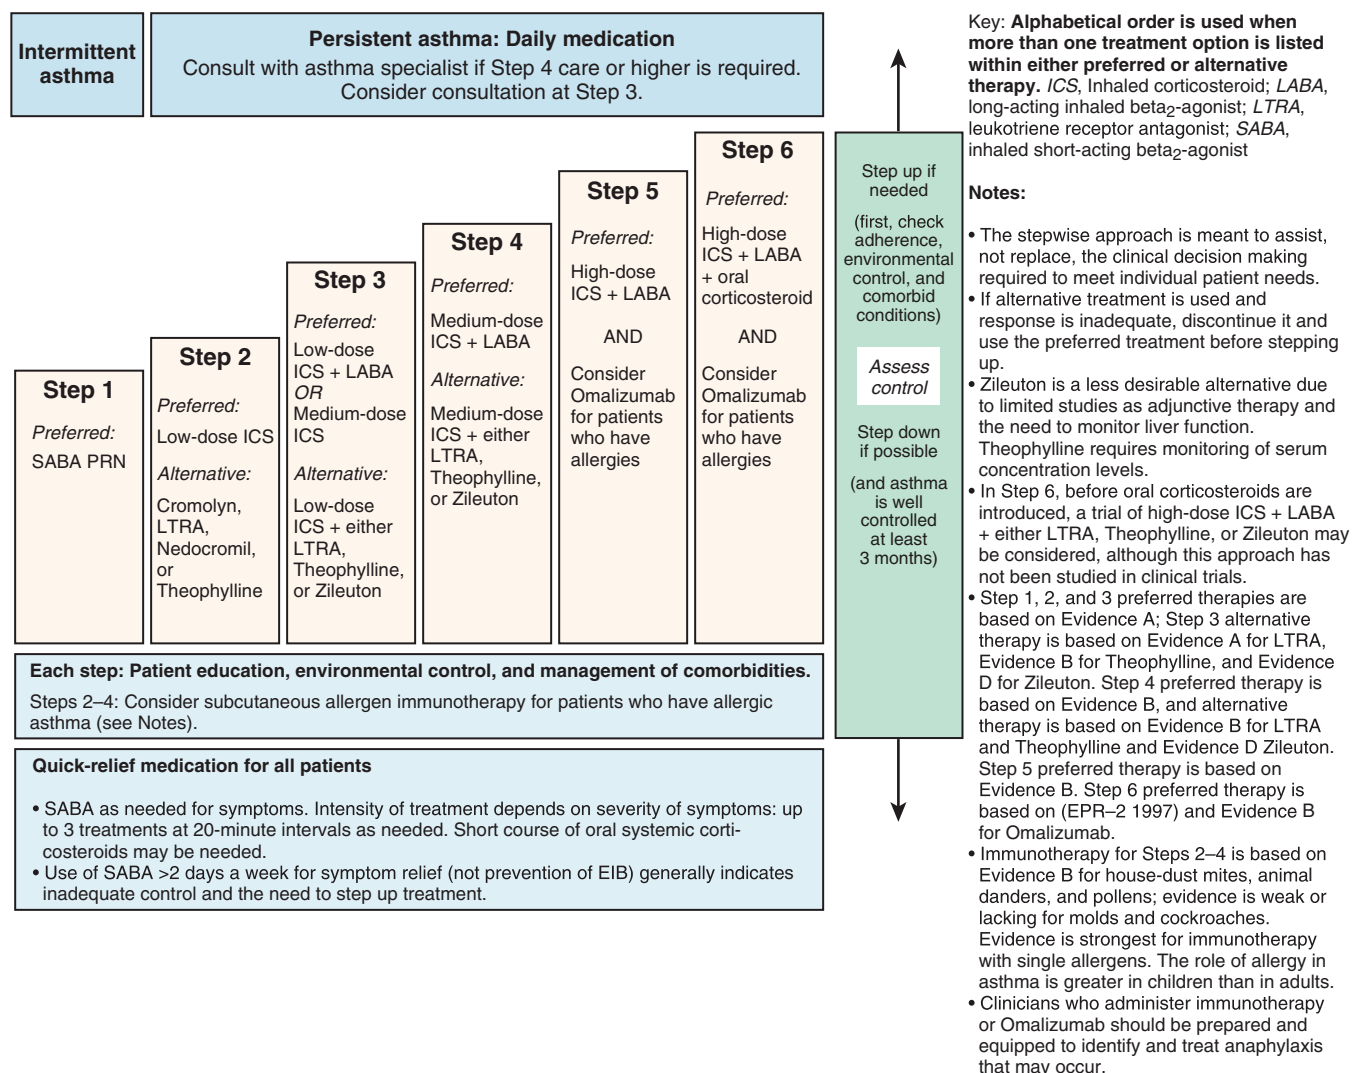 Intermittent
asthma
Persistent asthma: Daily medication
Consult with asthma specialist if Step 4 care or higher is required.
Consider consultation at Step 3.
Step 1
Preferred:
SABA PRN
Step 2
Preferred:
Low-dose ICS
Alternative:
Cromolyn,
LTRA,
Nedocromil,
or
Theophylline
Step 3
Preferred:
Low-dose
ICS + LABA
OR
Medium-dose
ICS
Alternative:
Low-dose
ICS + either
LTRA,
Theophylline,
or Zileuton
Step 4
Preferred:
Medium-dose
ICS + LABA
Alternative:
Medium-dose
ICS + either
LTRA,
Theophylline,
or Zileuton
Step 5
Preferred:
High-dose
ICS + LABA
AND
Consider
Omalizumab
for patients
who have
allergies
Step 6
Preferred:
High-dose
ICS + LABA
+ oral
corticosteroid
AND
Consider
Omalizumab
for patients
who have
allergies
Each step: Patient education, environmental control, and management of comorbidities.
Steps 2–4: Consider subcutaneous allergen immunotherapy for patients who have allergic
asthma (see Notes).
Quick-relief medication for all patients
• SABA as needed for symptoms. Intensity of treatment depends on severity of symptoms: up
to 3 treatments at 20-minute intervals as needed. Short course of oral systemic corti-
costeroids may be needed.
• Use of SABA >2 days a week for symptom relief (not prevention of EIB) generally indicates
inadequate control and the need to step up treatment.
Step up if
needed
(first, check
adherence,
environmental
control, and
comorbid
conditions)
Assess
control
Step down
if possible
(and asthma
is well
controlled
at least
3 months)
Key: Alphabetical order is used when
more than one treatment option is listed
within either preferred or alternative
therapy. ICS, Inhaled corticosteroid; LABA,
long-acting inhaled beta2-agonist; LTRA,
leukotriene receptor antagonist; SABA,
inhaled short-acting beta2-agonist
Notes:
• The stepwise approach is meant to assist,
not replace, the clinical decision making
required to meet individual patient needs.
• If alternative treatment is used and
response is inadequate, discontinue it and
use the preferred treatment before stepping
up.
• Zileuton is a less desirable alternative due
to limited studies as adjunctive therapy and
the need to monitor liver function.
Theophylline requires monitoring of serum
concentration levels.
• In Step 6, before oral corticosteroids are
introduced, a trial of high-dose ICS + LABA
+ either LTRA, Theophylline, or Zileuton may
be considered, although this approach has
not been studied in clinical trials.
• Step 1, 2, and 3 preferred therapies are
based on Evidence A; Step 3 alternative
therapy is based on Evidence A for LTRA,
Evidence B for Theophylline, and Evidence
D for Zileuton. Step 4 preferred therapy is
based on Evidence B, and alternative
therapy is based on Evidence B for LTRA
and Theophylline and Evidence D Zileuton.
Step 5 preferred therapy is based on
Evidence B. Step 6 preferred therapy is
based on (EPR–2 1997) and Evidence B
for Omalizumab.
• Immunotherapy for Steps 2–4 is based on
Evidence B for house-dust mites, animal
danders, and pollens; evidence is weak or
lacking for molds and cockroaches.
Evidence is strongest for immunotherapy
with single allergens. The role of allergy in
asthma is greater in children than in adults.
• Clinicians who administer immunotherapy
or Omalizumab should be prepared and
equipped to identify and treat anaphylaxis
that may occur.